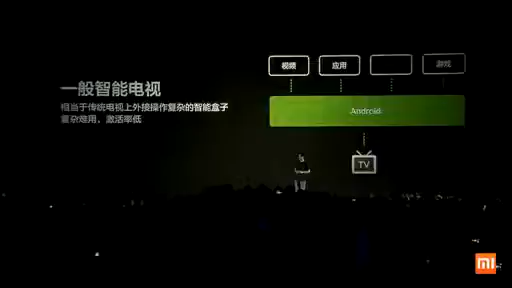 视频
应用
游戏
一般智能电视
相当于传统电视上外接操作复杂的智能盒子
复杂难用，激活率低
Android
TV
mi